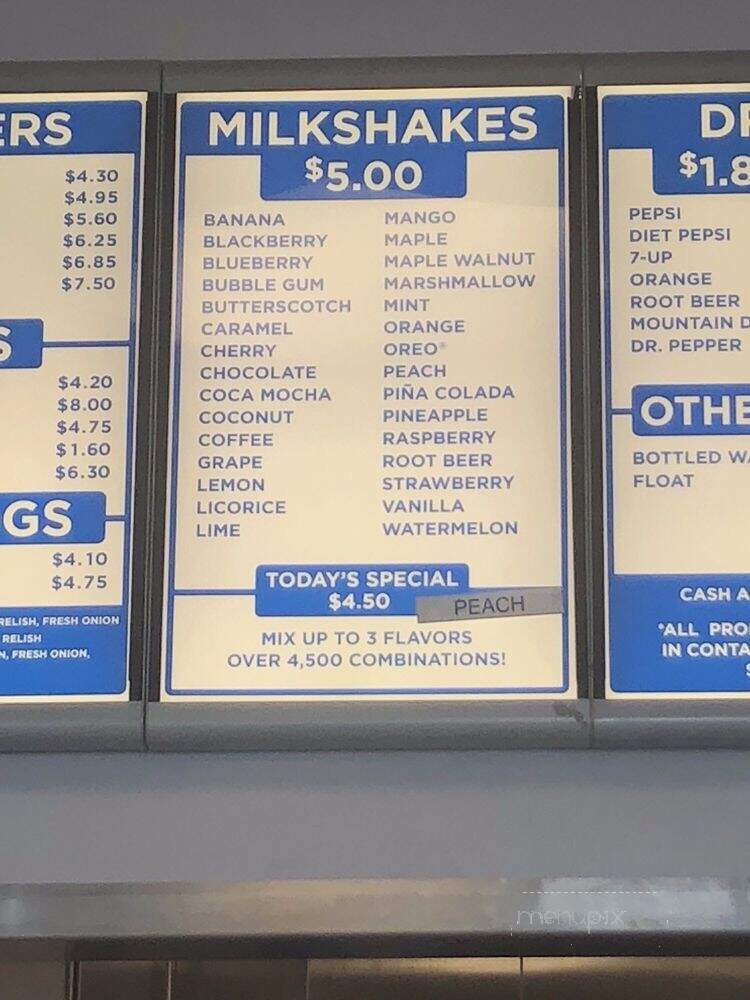 ERS
$4.30
$4.95
$5.60
$6.25
$6.85
$7.50
S
$4.20
$8.00
$4.75
$1.60
$6.30
GS
$4.10
$4.75
RELISH, FRESH ONION
RELISH
N, FRESH ONION,
MILKSHAKES
$5.00
BANANA
BLACKBERRY
BLUEBERRY
BUBBLE GUM
BUTTERSCOTCH
CARAMEL
CHERRY
CHOCOLATE
COCA MOCHA
COCONUT
COFFEE
GRAPE
LEMON
LICORICE
LIME
MANGO
MAPLE
MAPLE WALNUT
MARSHMALLOW
MINT
ORANGE
OREO®
PEACH
PIÑA COLADA
PINEAPPLE
RASPBERRY
ROOT BEER
STRAWBERRY
VANILLA
WATERMELON
TODAY'S SPECIAL
$4.50
PEACH
MIX UP TO 3 FLAVORS
OVER 4,500 COMBINATIONS!
DR
$1.8
PEPSI
DIET PEPSI
7-UP
ORANGE
ROOT BEER
MOUNTAIN D
DR. PEPPER
OTHE
BOTTLED WA
FLOAT
CASH A
*ALL PRO
IN CONTA
menupix